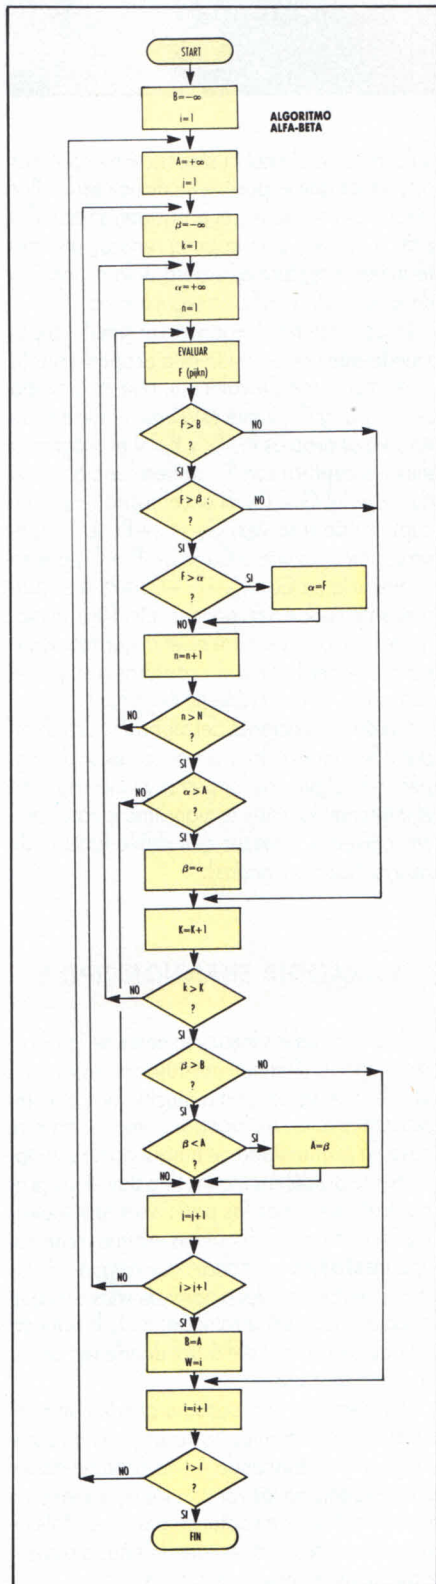 START
B=−∞
i=1
ALGORITMO
ALFA-BETA
A=+∞
j=1
β=−∞
k=1
α=+∞
n=1
EVALUAR
F (pijkn)
F > B
?
NO
SI
F > β
?
NO
SI
F > α
?
SI
α=F
NO
n=n+1
n > N
?
NO
SI
α > A
?
NO
SI
β=α
K=K+1
k > K
?
NO
SI
β > B
?
NO
SI
β < A
?
SI
A=β
NO
j=j+1
j > j+1
?
NO
SI
B=A
W=i
i=i+1
i > I
?
NO
SI
FIN